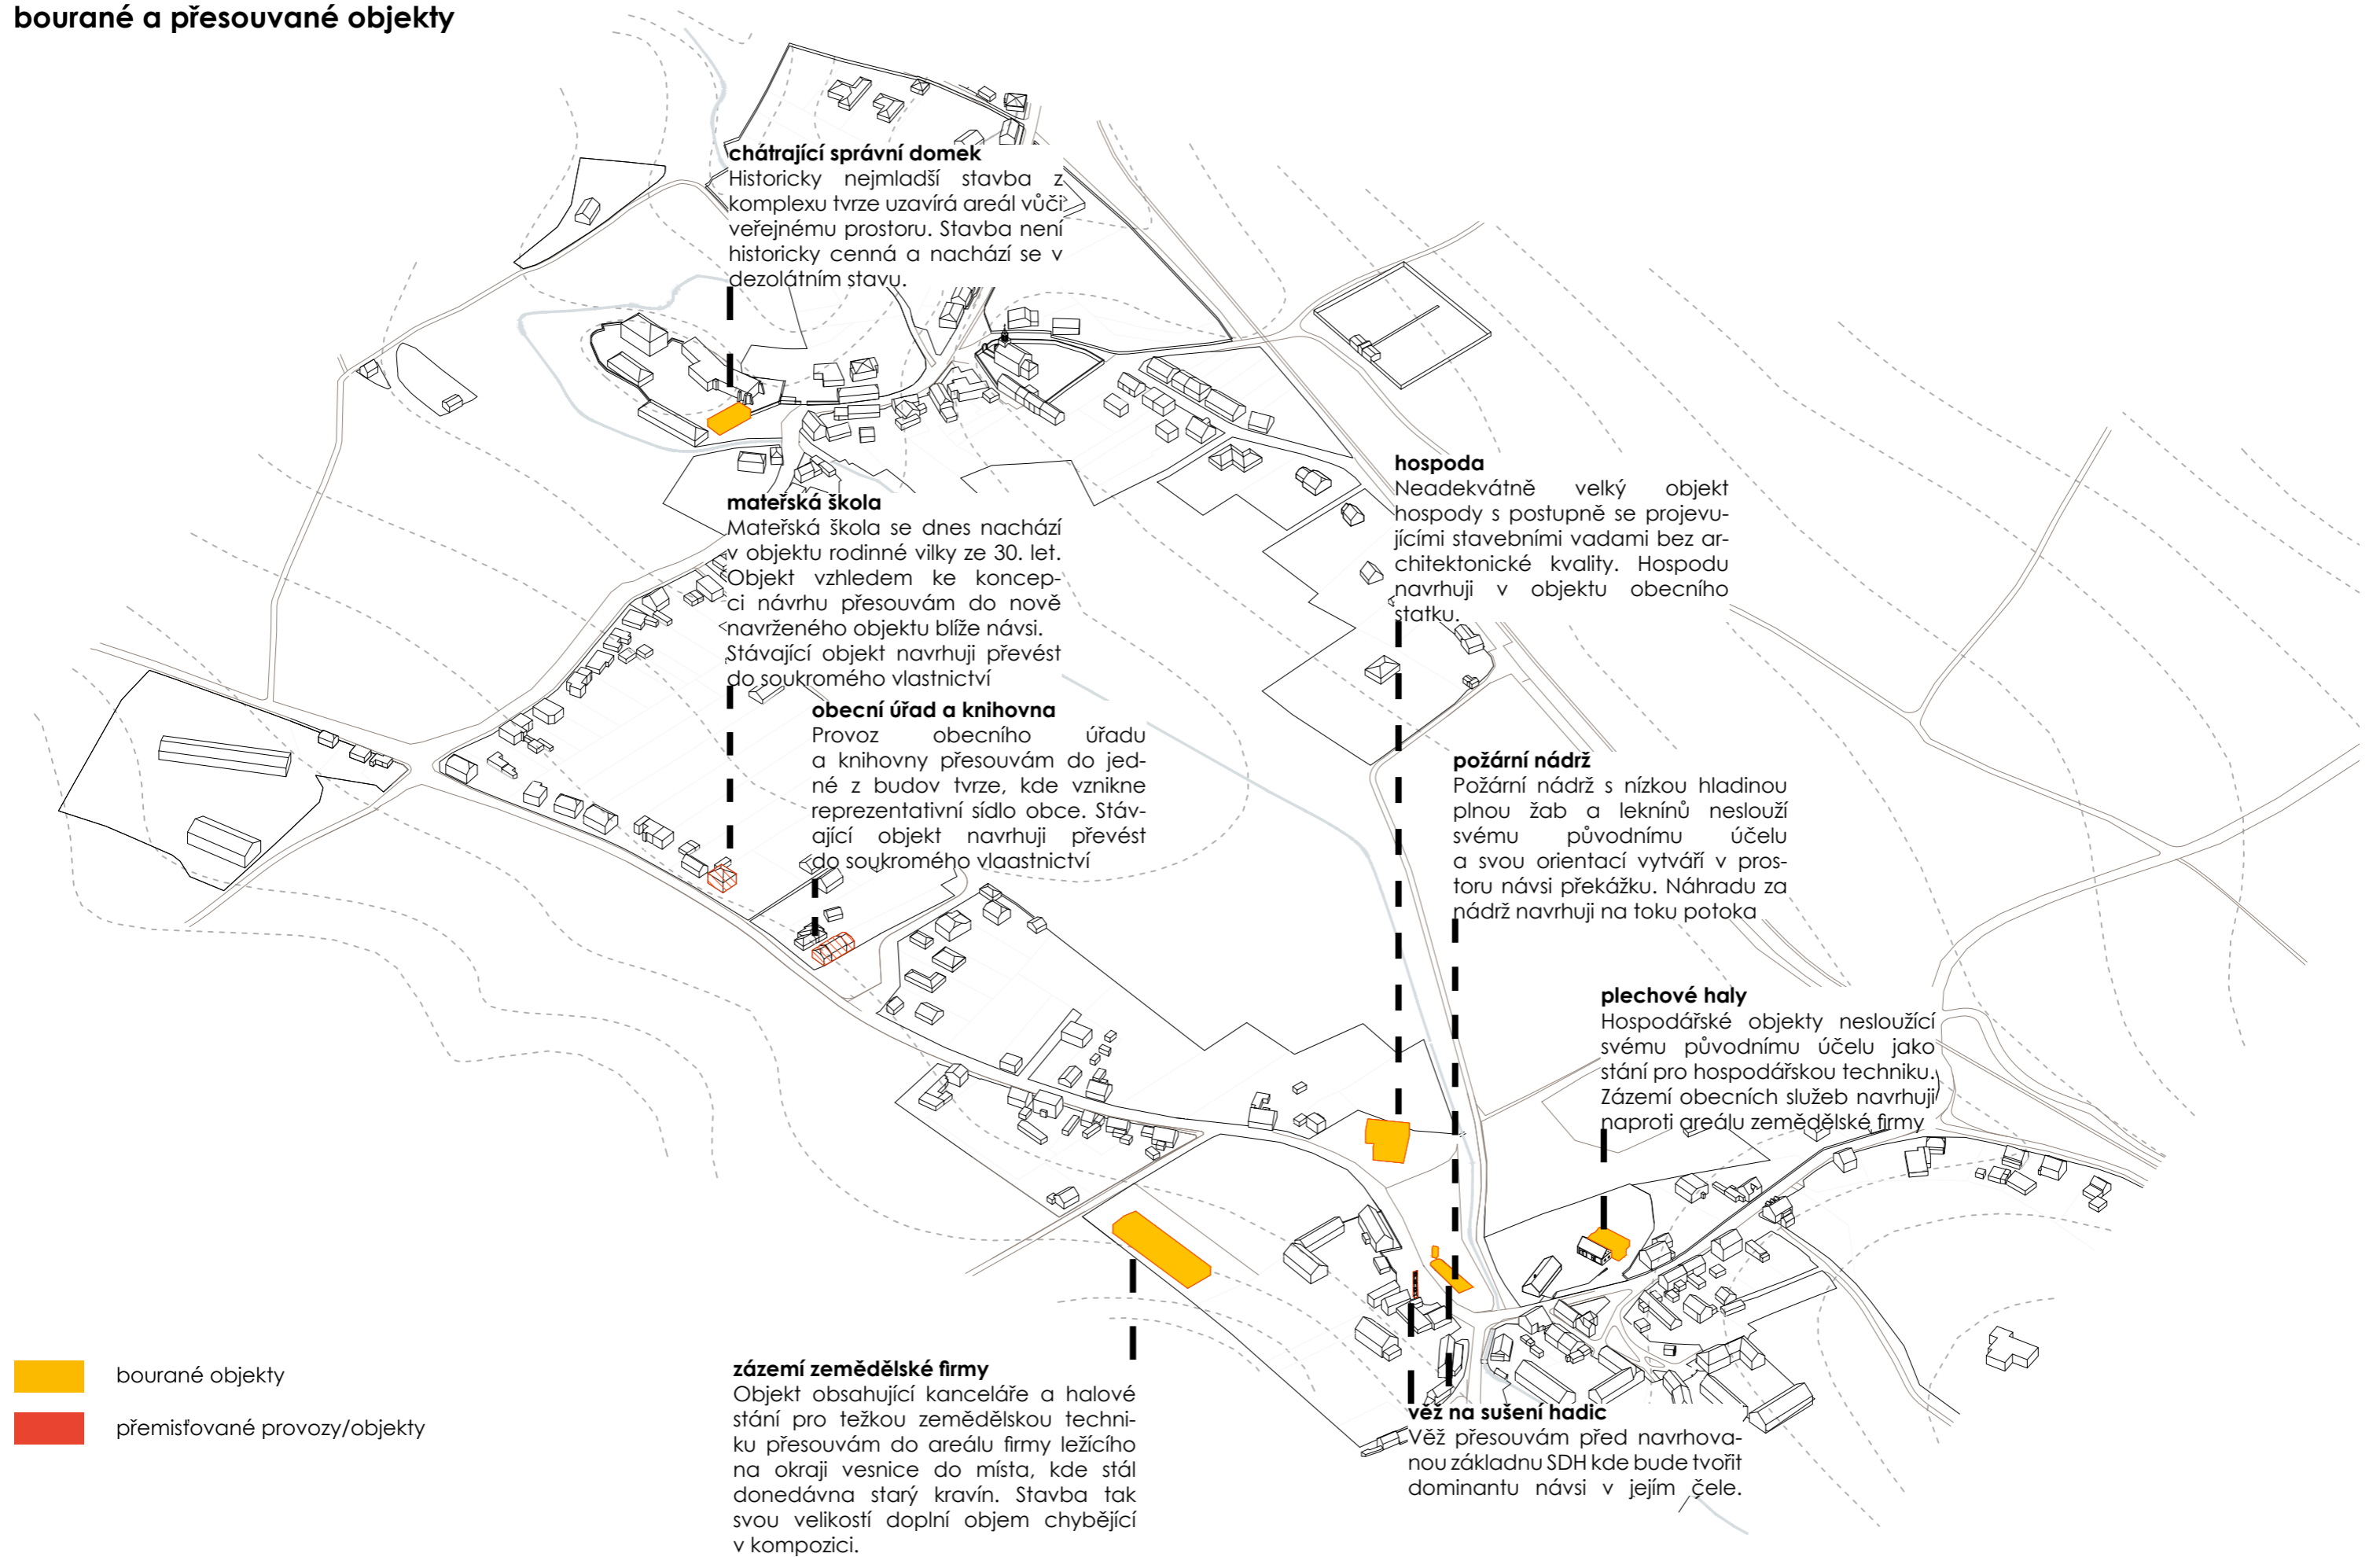 bourané a přesouvané objekty
chátrající správní domek
Historicky nejmladší stavba z
komplexu tvrze uzavírá areál vůči
veřejnému prostoru. Stavba není
historicky cenná a nachází se v
dezolátním stavu.
mateřská škola
Mateřská škola se dnes nachází
v objektu rodinné vilky ze 30. let.
Objekt vzhledem ke koncep-
ci návrhu přesouvám do nově
navrženého objektu blíže návsi.
Stávající objekt navrhuji převést
do soukromého vlastnictví
obecní úřad a knihovna
Provoz obecního úřadu
a knihovny přesouvám do jed-
né z budov tvrze, kde vznikne
reprezentativní sídlo obce. Stáv-
ající objekt navrhuji převést
do soukromého vlaastnictví
hospoda
Neadekvátně velký objekt
hospody s postupně se projevu-
jícími stavebními vadami bez ar-
chitektonické kvality. Hospodu
navrhuji v objektu obecního
statku.
požární nádrž
Požární nádrž s nízkou hladinou
plnou žab a leknínů neslouží
svému původnímu účelu
a svou orientací vytváří v pros-
toru návsi překážku. Náhradu za
nádrž navrhuji na toku potoka
plechové haly
Hospodářské objekty nesloužící
svému původnímu účelu jako
stání pro hospodářskou techniku.
Zázemí obecních služeb navrhuji
naproti areálu zemědělské firmy
zázemí zemědělské firmy
Objekt obsahující kanceláře a halové
stání pro težkou zemědělskou techni-
ku přesouvám do areálu firmy ležícího
na okraji vesnice do místa, kde stál
donedávna starý kravín. Stavba tak
svou velikostí doplní objem chybějící
v kompozici.
věž na sušení hadic
Věž přesouvám před navrhova-
nou základnu SDH kde bude tvořit
dominantu návsi v jejím čele.
bourané objekty
přemisťované provozy/objekty